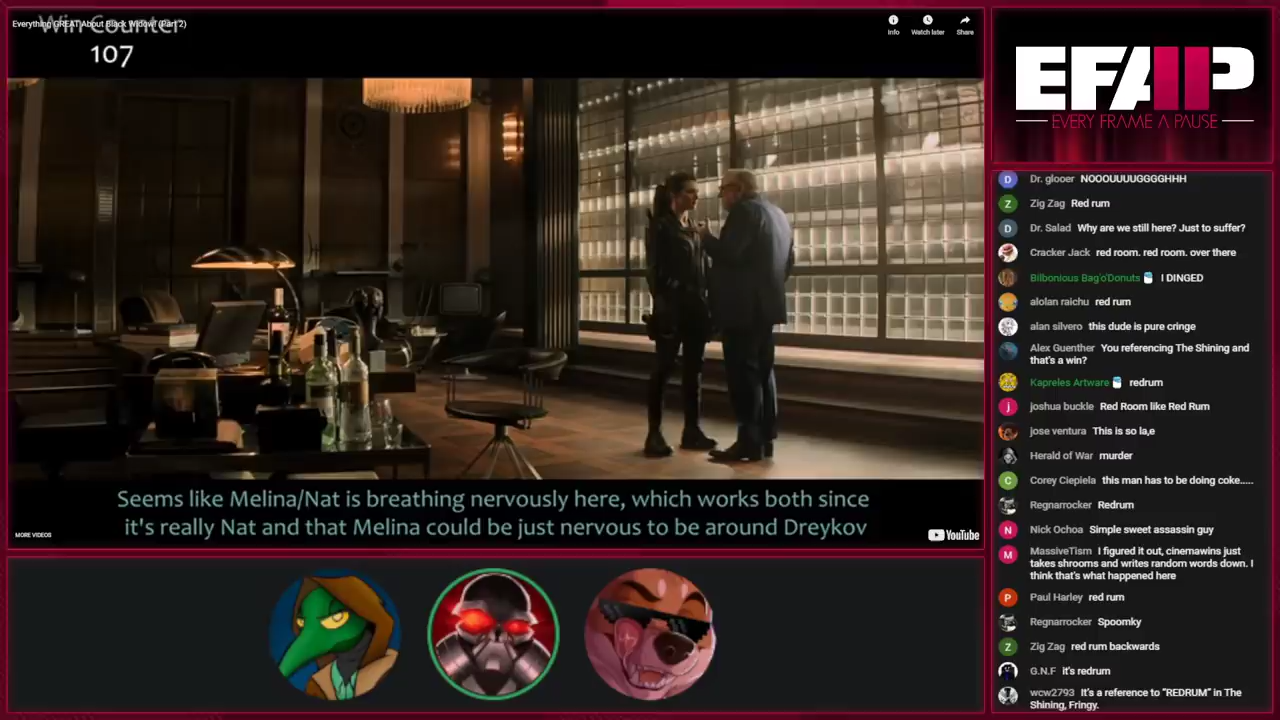 Everything GREAT About Black Widow! (Part 2)
Win Counter
107
Info
Watch later
Share
Seems like Melina/Nat is breathing nervously here, which works both since
it's really Nat and that Melina could be just nervous to be around Dreykov
MORE VIDEOS
YouTube
EFAP
EVERY FRAME A PAUSE
D Dr. glooer NOOOUUUUGGGGHHH
Z Zig Zag Red rum
D Dr. Salad Why are we still here? Just to suffer?
Cracker Jack red room. red room. over there
Bilbonious Bag'o'Donuts I DINGED
alolan raichu red rum
alan silvero this dude is pure cringe
Alex Guenther You referencing The Shining and
that's a win?
Kapreles Artware redrum
j joshua buckle Red Room like Red Rum
jose ventura This is so la,e
Herald of War murder
C Corey Ciepiela this man has to be doing coke.....
Regnarrocker Redrum
N Nick Ochoa Simple sweet assassin guy
M MassiveTism I figured it out, cinemawins just
takes shrooms and writes random words down. I
think that's what happened here
P Paul Harley red rum
Regnarrocker Spoomky
Z Zig Zag red rum backwards
G.N.F it's redrum
wcw2793 It's a reference to "REDRUM" in The
Shining, Fringy.